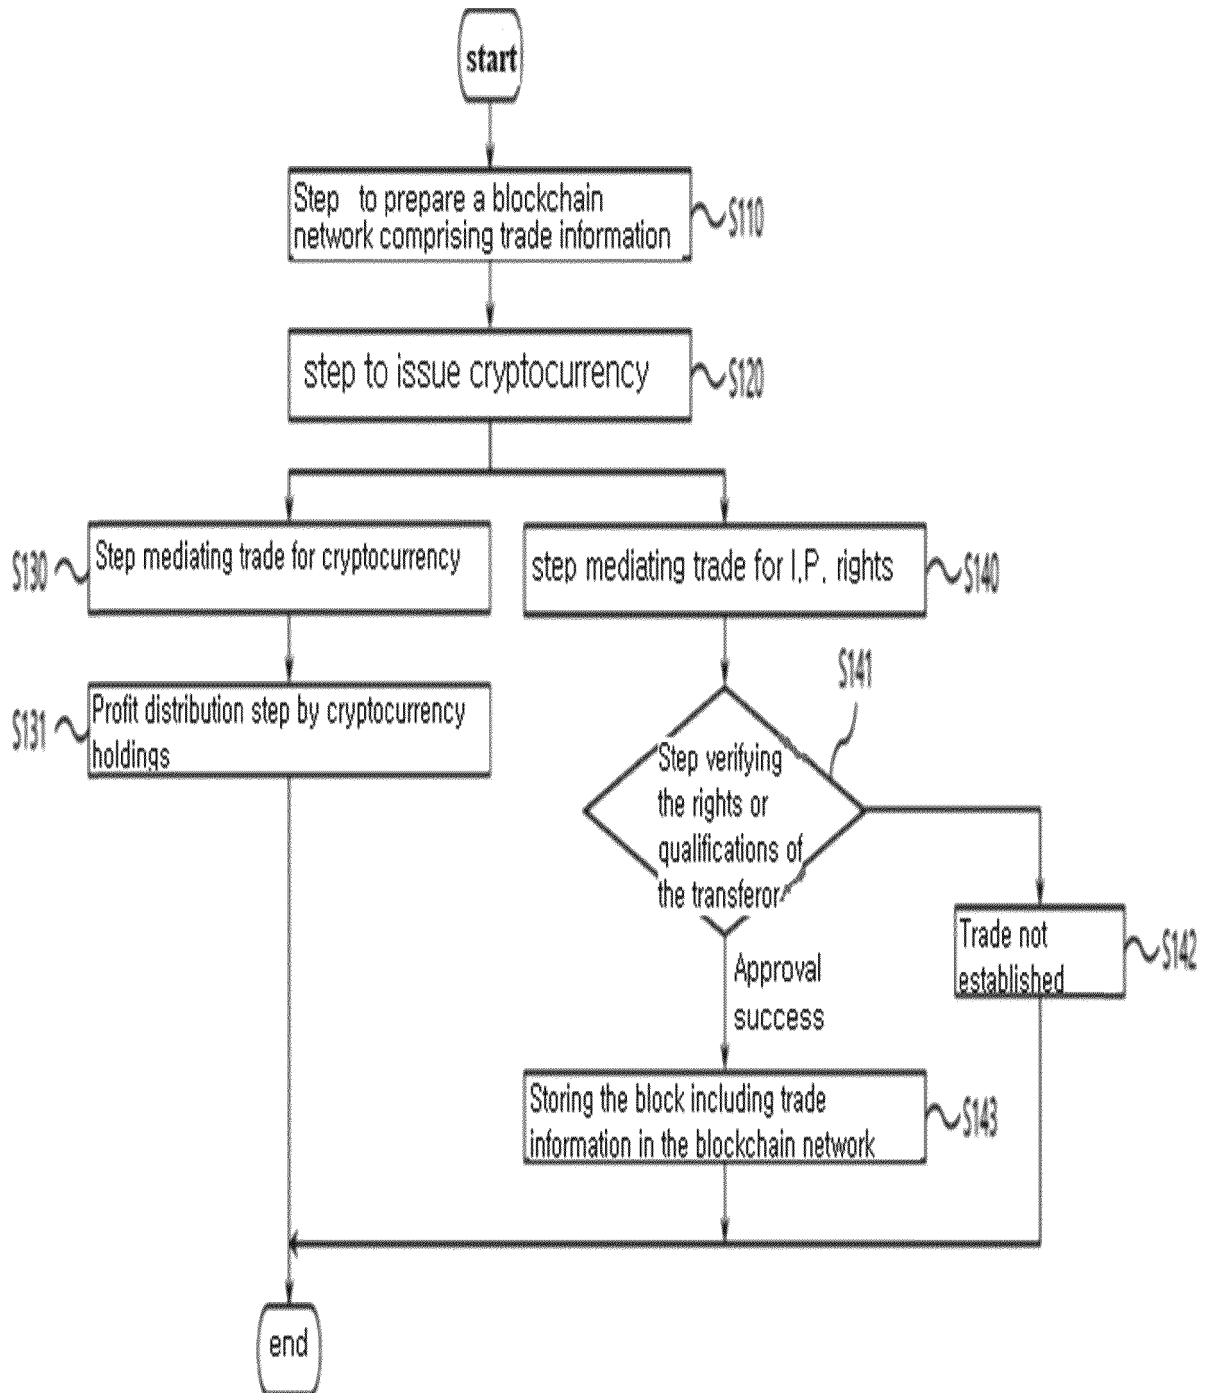 start
Step to prepare a blockchain
network comprising trade information
S110
step to issue cryptocurrency
S120
S130
Step mediating trade for cryptocurrency
step mediating trade for I.P. rights
S140
S131
Profit distribution step by cryptocurrency
holdings
S141
Step verifying
the rights or
qualifications of
the transferor
Trade not
established
S142
Approval
success
Storing the block including trade
information in the blockchain network
S143
end